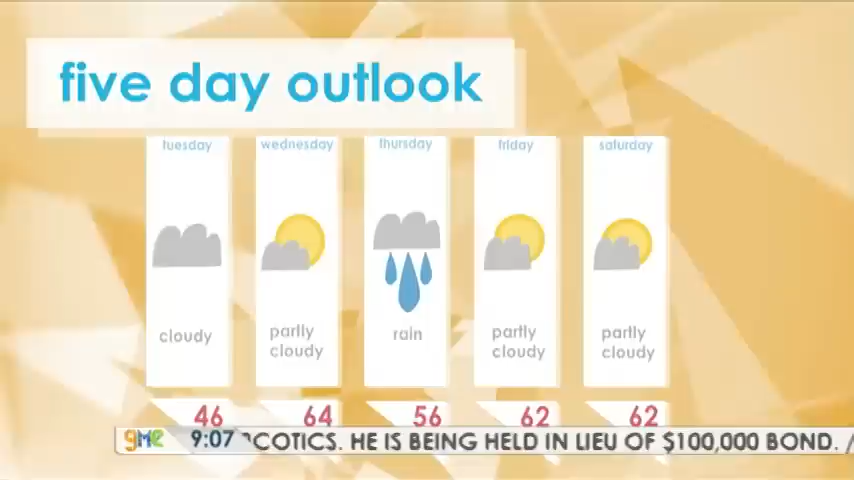 five day outlook
tuesday wednesday thursday friday saturday
cloudy partly cloudy rain partly cloudy partly cloudy
46 64 56 62 62
gme 9:07 COTICS. HE IS BEING HELD IN LIEU OF $100,000 BOND. /